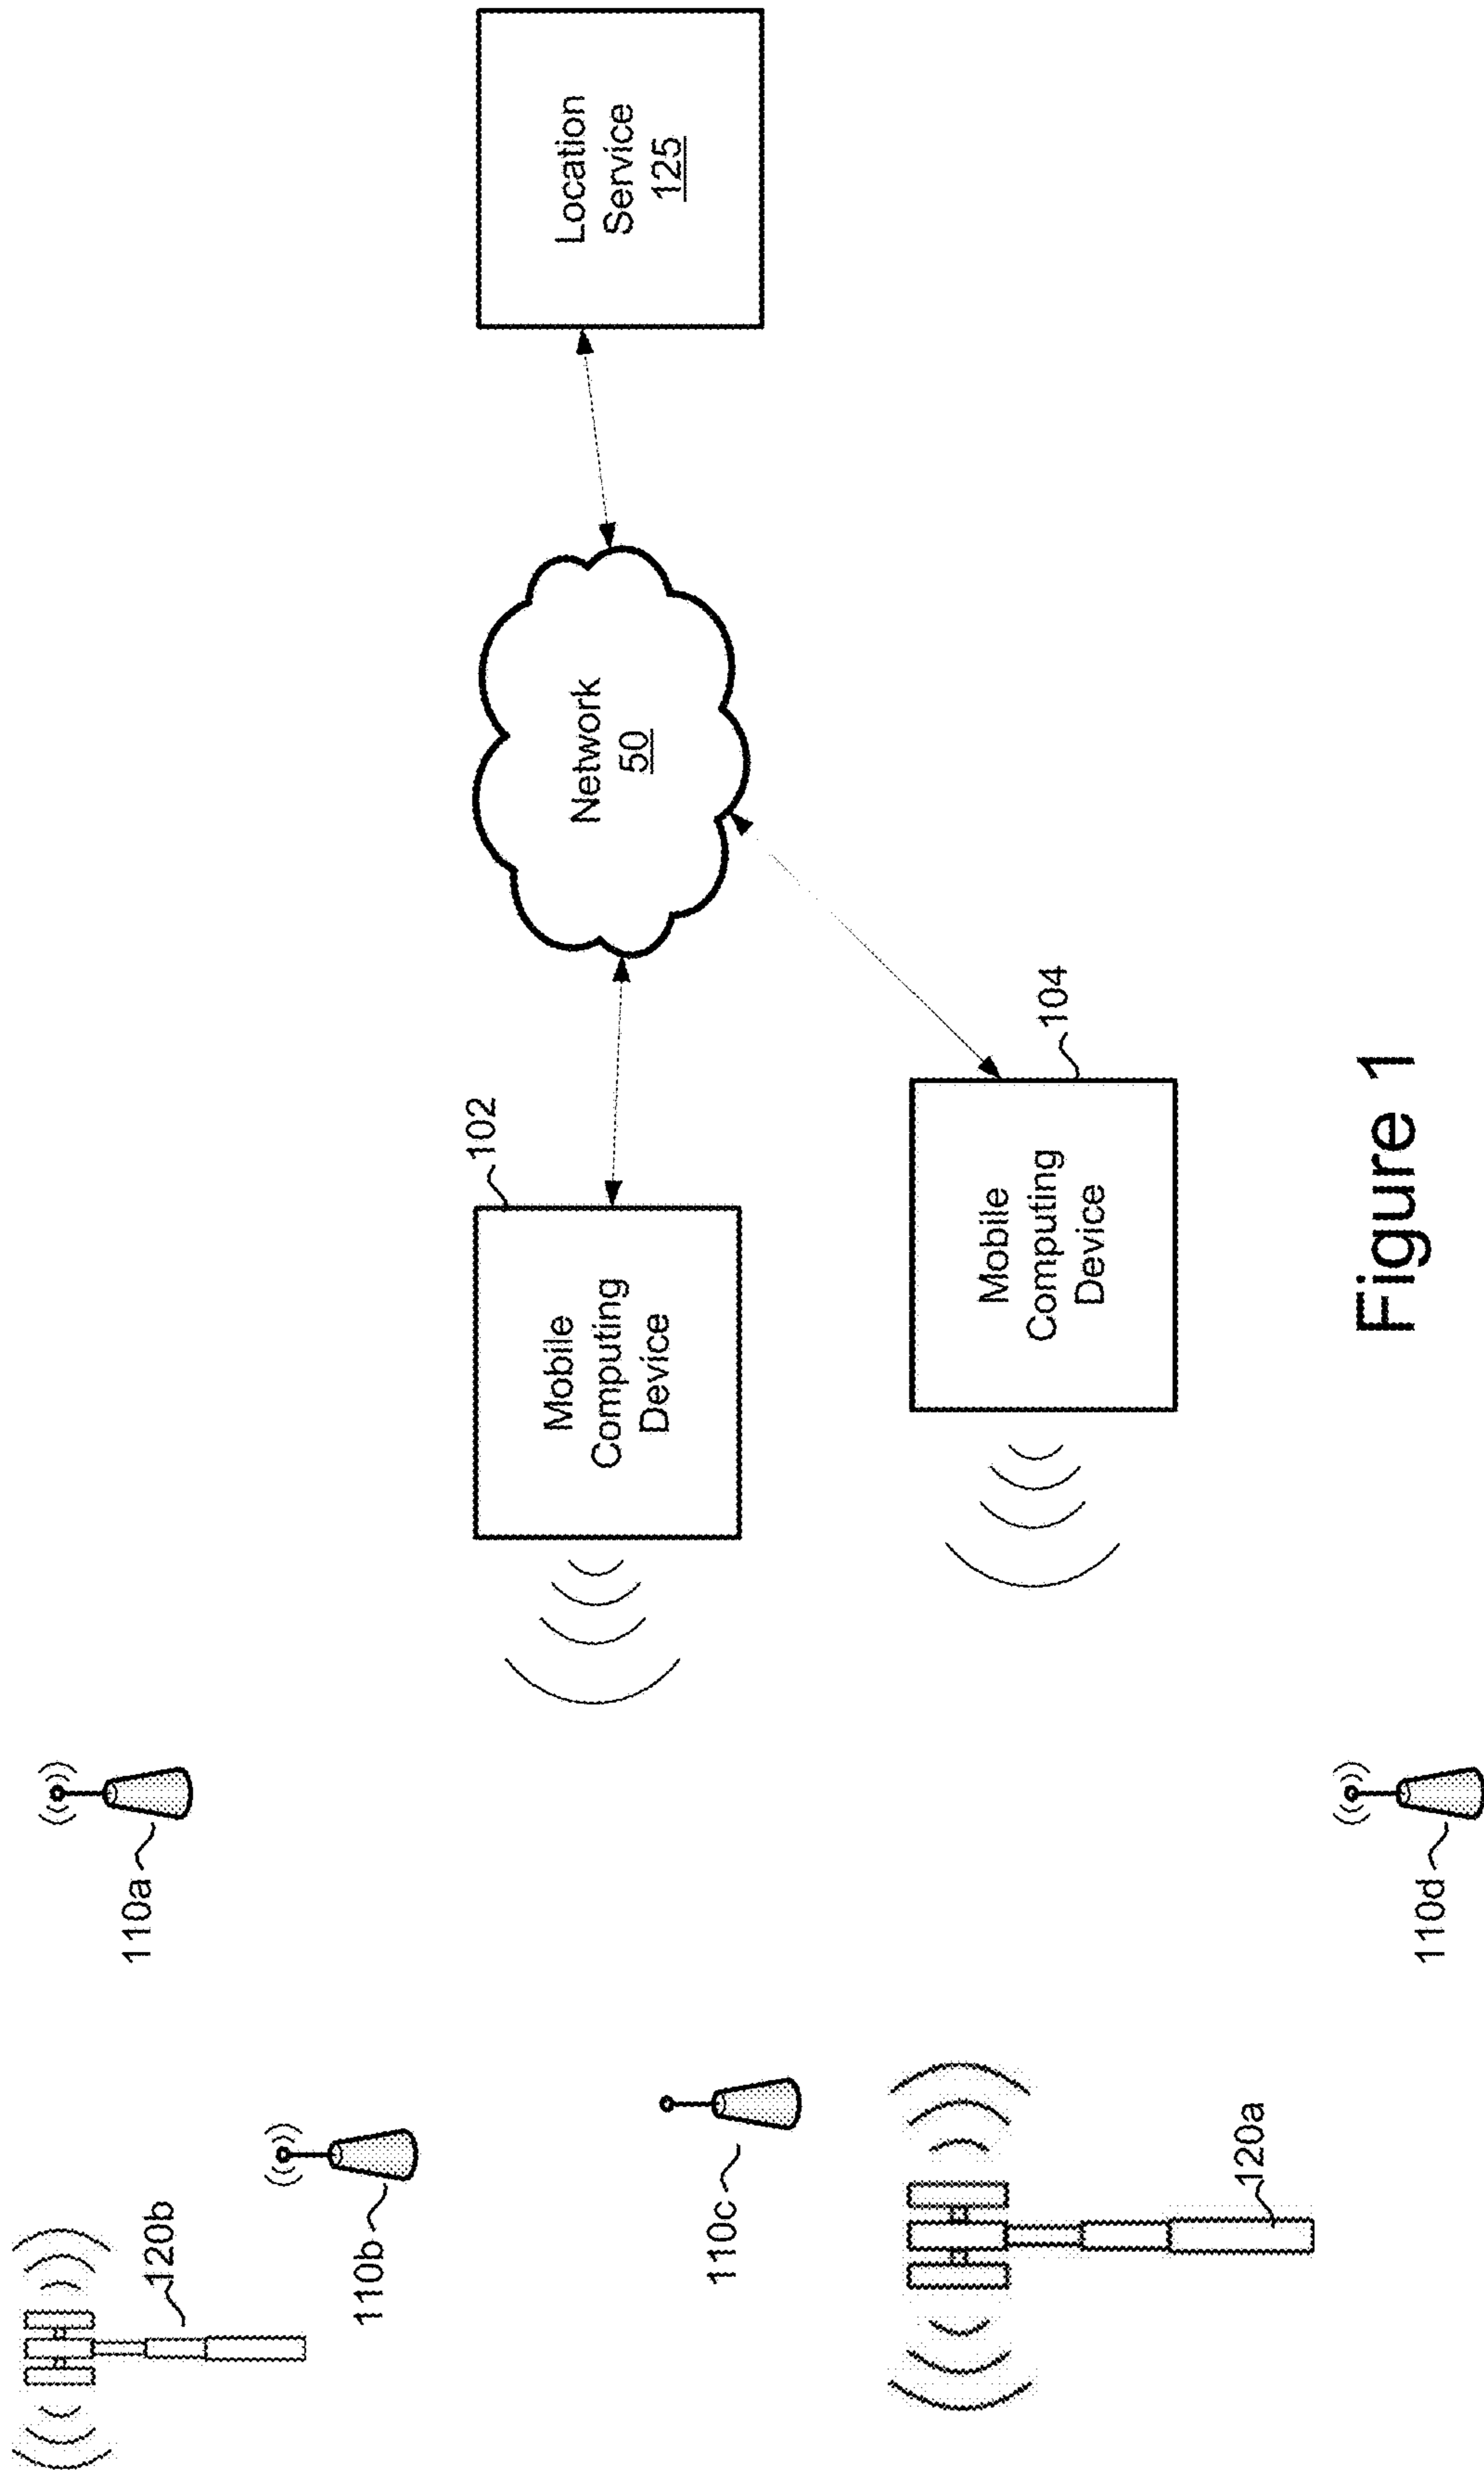 120b
110a
110b
110c
120a
110d
102
Mobile
Computing
Device
104
Mobile
Computing
Device
Network
50
Location
Service
125
Figure 1